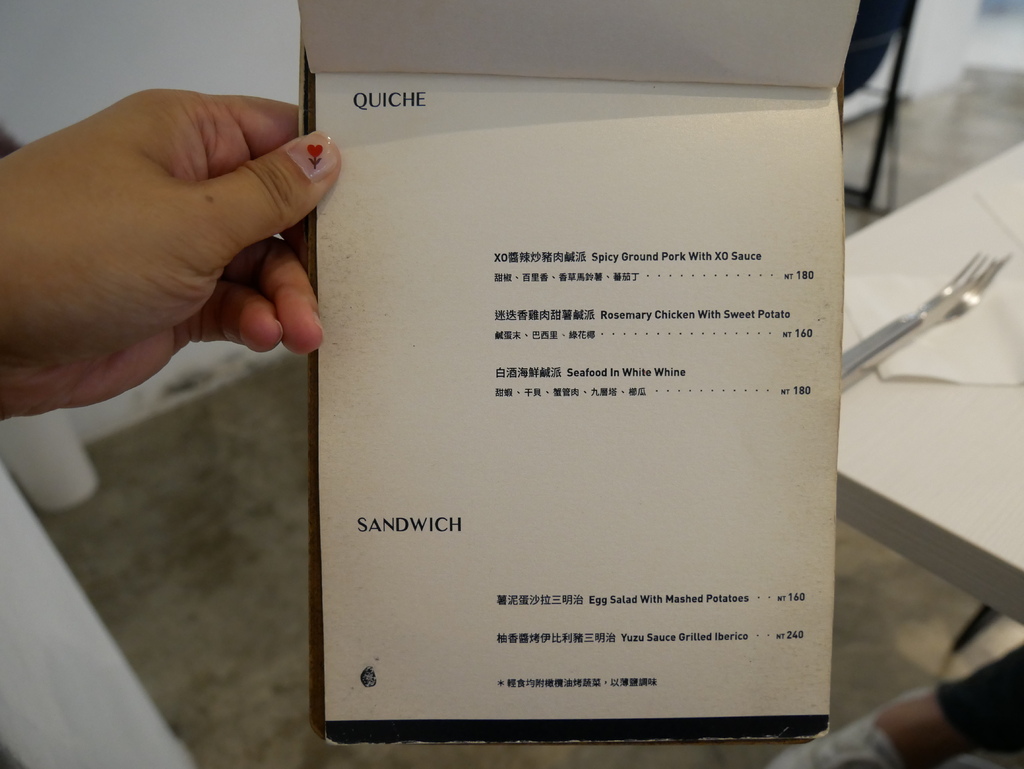 QUICHE
XO醬辣炒豬肉鹹派 Spicy Ground Pork With XO Sauce
甜椒、百里香、香草馬鈴薯、蕃茄丁 · · · · · · · · · · · · NT 180
迷迭香雞肉甜薯鹹派 Rosemary Chicken With Sweet Potato
鹹蛋末、巴西里、綠花椰 · · · · · · · · · · · · · · · NT 160
白酒海鮮鹹派 Seafood In White Whine
甜蝦、干貝、蟹管肉、九層塔、櫛瓜 · · · · · · · · · · · NT 180
SANDWICH
薯泥蛋沙拉三明治 Egg Salad With Mashed Potatoes · · NT 160
柚香醬烤伊比利豬三明治 Yuzu Sauce Grilled Iberico · · NT 240
＊輕食均附橄欖油烤蔬菜，以薄鹽調味